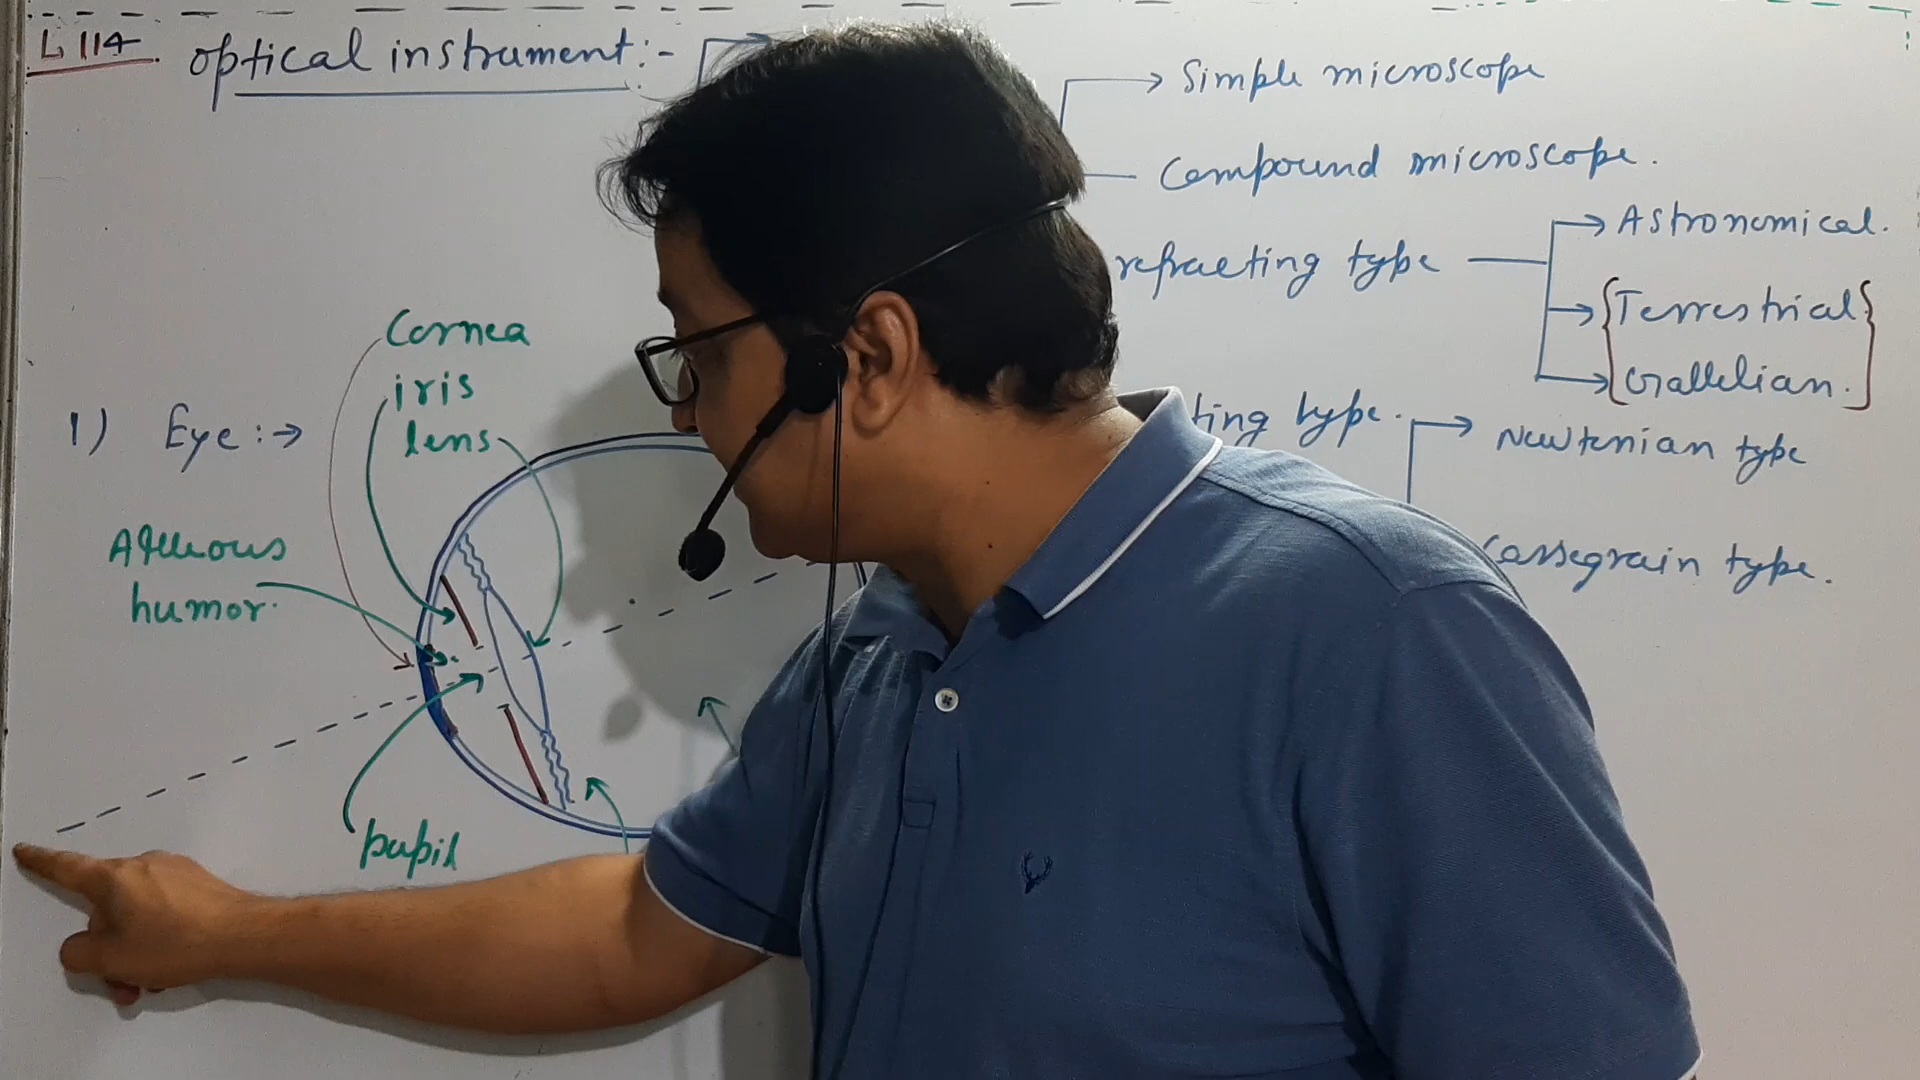 L 114 optical instrument :-
Simple microscope
Compound microscope.
refracting type
Astronomical.
{Terrestrial}
{Gallelian.}
ting type.
Newtonian type
Cassegrain type.
1) Eye :→
Cornea
iris
lens
Aqueous
humor.
pupil